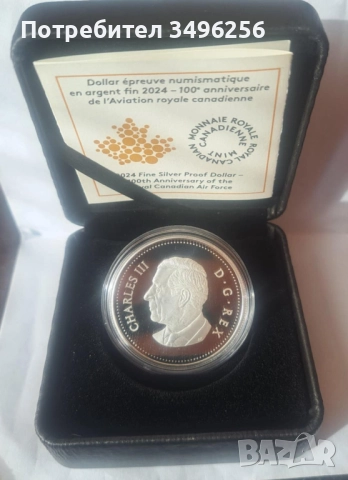 Потребител 3496256
Dollar épreuve numismatique
en argent fin 2024 – 100e anniversaire
de l'Aviation royale canadienne
MONNAIE ROYALE CANADIENNE
ROYAL CANADIAN MINT
2024 Fine Silver Proof Dollar –
100th Anniversary of the
Royal Canadian Air Force
CHARLES III D·G·REX
BAZAR